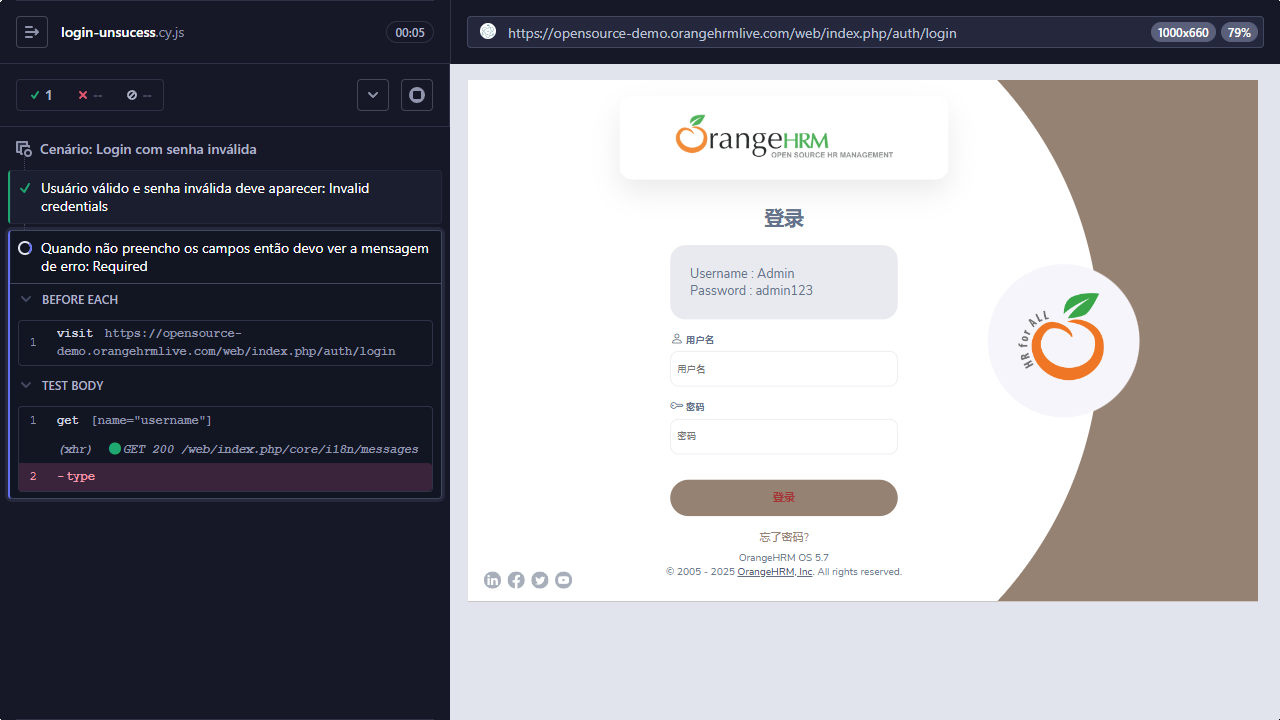 login-unsucess.cy.js
00:05
https://opensource-demo.orangehrmlive.com/web/index.php/auth/login
1000x660
79%
1
--
--
Cenário: Login com senha inválida
Usuário válido e senha inválida deve aparecer: Invalid
credentials
Quando não preencho os campos então devo ver a mensagem
de erro: Required
BEFORE EACH
1 visit https://opensource-
demo.orangehrmlive.com/web/index.php/auth/login
TEST BODY
1 get [name="username"]
(xhr) GET 200 /web/index.php/core/i18n/messages
2 -type
OrangeHRM
OPEN SOURCE HR MANAGEMENT
登录
Username : Admin
Password : admin123
用户名
用户名
密码
密码
登录
忘了密码?
OrangeHRM OS 5.7
© 2005 - 2025 OrangeHRM, Inc. All rights reserved.
HR for ALL